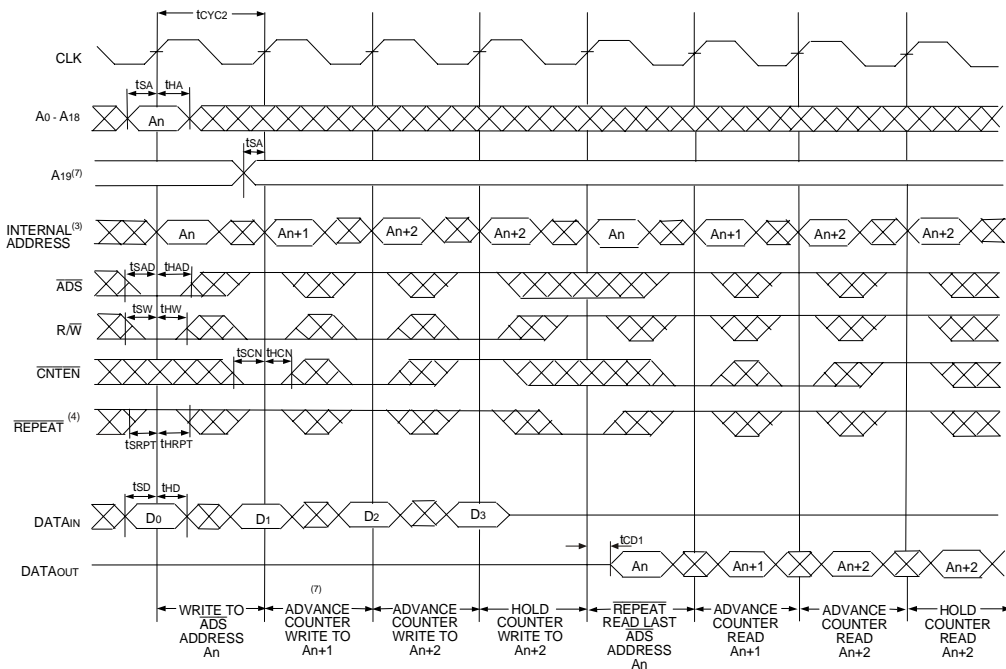 tCYC2
CLK
tSA tHA
A0 - A18 An
tSA
A19(7)
INTERNAL(3) ADDRESS An An+1 An+2 An+2 An An+1 An+2 An+2
tSAD tHAD
ADS
tSW tHW
R/W
tSCN tHCN
CNTEN
REPEAT (4)
tSRPT tHRPT
tSD tHD
DATAIN D0 D1 D2 D3
tCD1
DATAOUT An An+1 An+2 An+2
(7)
WRITE TO ADS ADDRESS An
ADVANCE COUNTER WRITE TO An+1
ADVANCE COUNTER WRITE TO An+2
HOLD COUNTER WRITE TO An+2
REPEAT READ LAST ADS ADDRESS An
ADVANCE COUNTER READ An+1
ADVANCE COUNTER READ An+2
HOLD COUNTER READ An+2